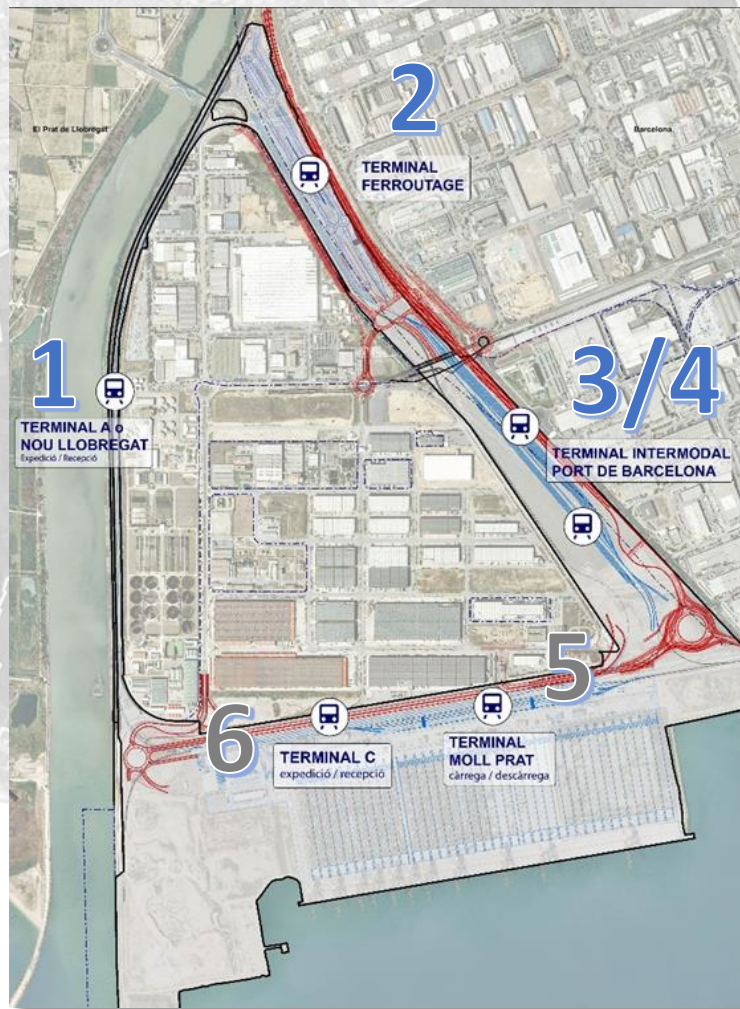 2
El Prat de Llobregat
Barcelona
TERMINAL
FERROUTAGE
1
3/4
TERMINAL A o
NOU LLOBREGAT
Expedició / Recepció
TERMINAL INTERMODAL
PORT DE BARCELONA
5
6
TERMINAL C
expedició / recepció
TERMINAL
MOLL PRAT
càrrega / descàrrega